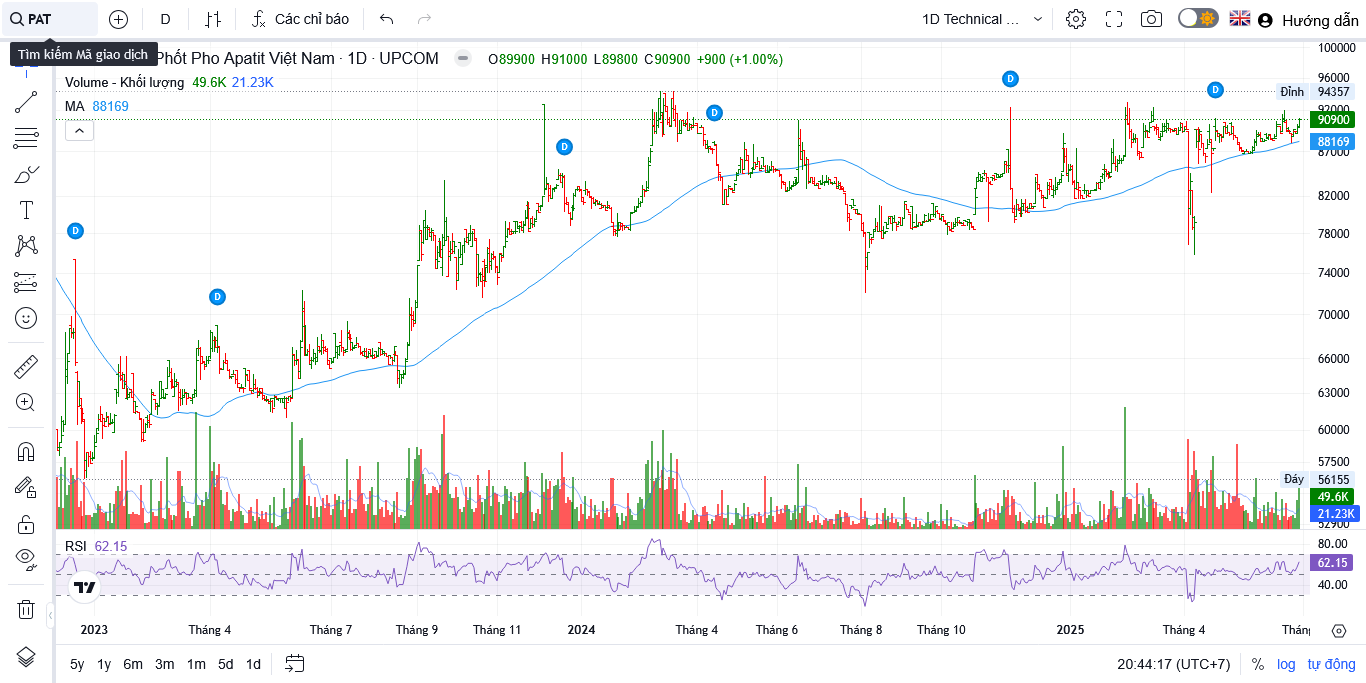 PAT D Các chỉ báo 1D Technical ... Hướng dẫn
Tìm kiếm Mã giao dịch
Phốt Pho Apatit Việt Nam · 1D · UPCOM O89900 H91000 L89800 C90900 +900 (+1.00%)
Volume - Khối lượng 49.6K 21.23K
MA 88169
D
D
D
D
D
D
100000
96000
Đỉnh 94357
92000
90900
88169
87000
82000
78000
74000
70000
66000
63000
60000
57500
Đáy 56155
49.6K
21.23K
52900
RSI 62.15
80.00
62.15
40.00
2023 Tháng 4 Tháng 7 Tháng 9 Tháng 11 2024 Tháng 4 Tháng 6 Tháng 8 Tháng 10 2025 Tháng 4
5y 1y 6m 3m 1m 5d 1d 20:44:17 (UTC+7) % log tự động